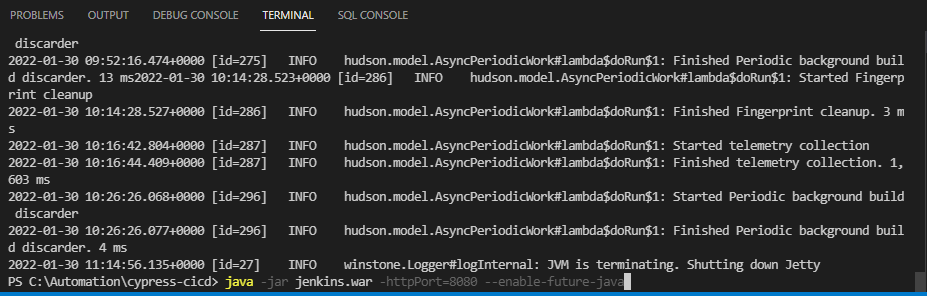 PROBLEMS OUTPUT DEBUG CONSOLE TERMINAL SQL CONSOLE
discarder
2022-01-30 09:52:16.474+0000 [id=275] INFO hudson.model.AsyncPeriodicWork#lambda$doRun$1: Finished Periodic background buil
d discarder. 13 ms2022-01-30 10:14:28.523+0000 [id=286] INFO hudson.model.AsyncPeriodicWork#lambda$doRun$1: Started Fingerp
rint cleanup
2022-01-30 10:14:28.527+0000 [id=286] INFO hudson.model.AsyncPeriodicWork#lambda$doRun$1: Finished Fingerprint cleanup. 3 m
s
2022-01-30 10:16:42.804+0000 [id=287] INFO hudson.model.AsyncPeriodicWork#lambda$doRun$1: Started telemetry collection
2022-01-30 10:16:44.409+0000 [id=287] INFO hudson.model.AsyncPeriodicWork#lambda$doRun$1: Finished telemetry collection. 1,
603 ms
2022-01-30 10:26:26.068+0000 [id=296] INFO hudson.model.AsyncPeriodicWork#lambda$doRun$1: Started Periodic background build
discarder
2022-01-30 10:26:26.077+0000 [id=296] INFO hudson.model.AsyncPeriodicWork#lambda$doRun$1: Finished Periodic background buil
d discarder. 4 ms
2022-01-30 11:14:56.135+0000 [id=27] INFO winstone.Logger#logInternal: JVM is terminating. Shutting down Jetty
PS C:\Automation\cypress-cicd> java -jar jenkins.war -httpPort=8080 --enable-future-java